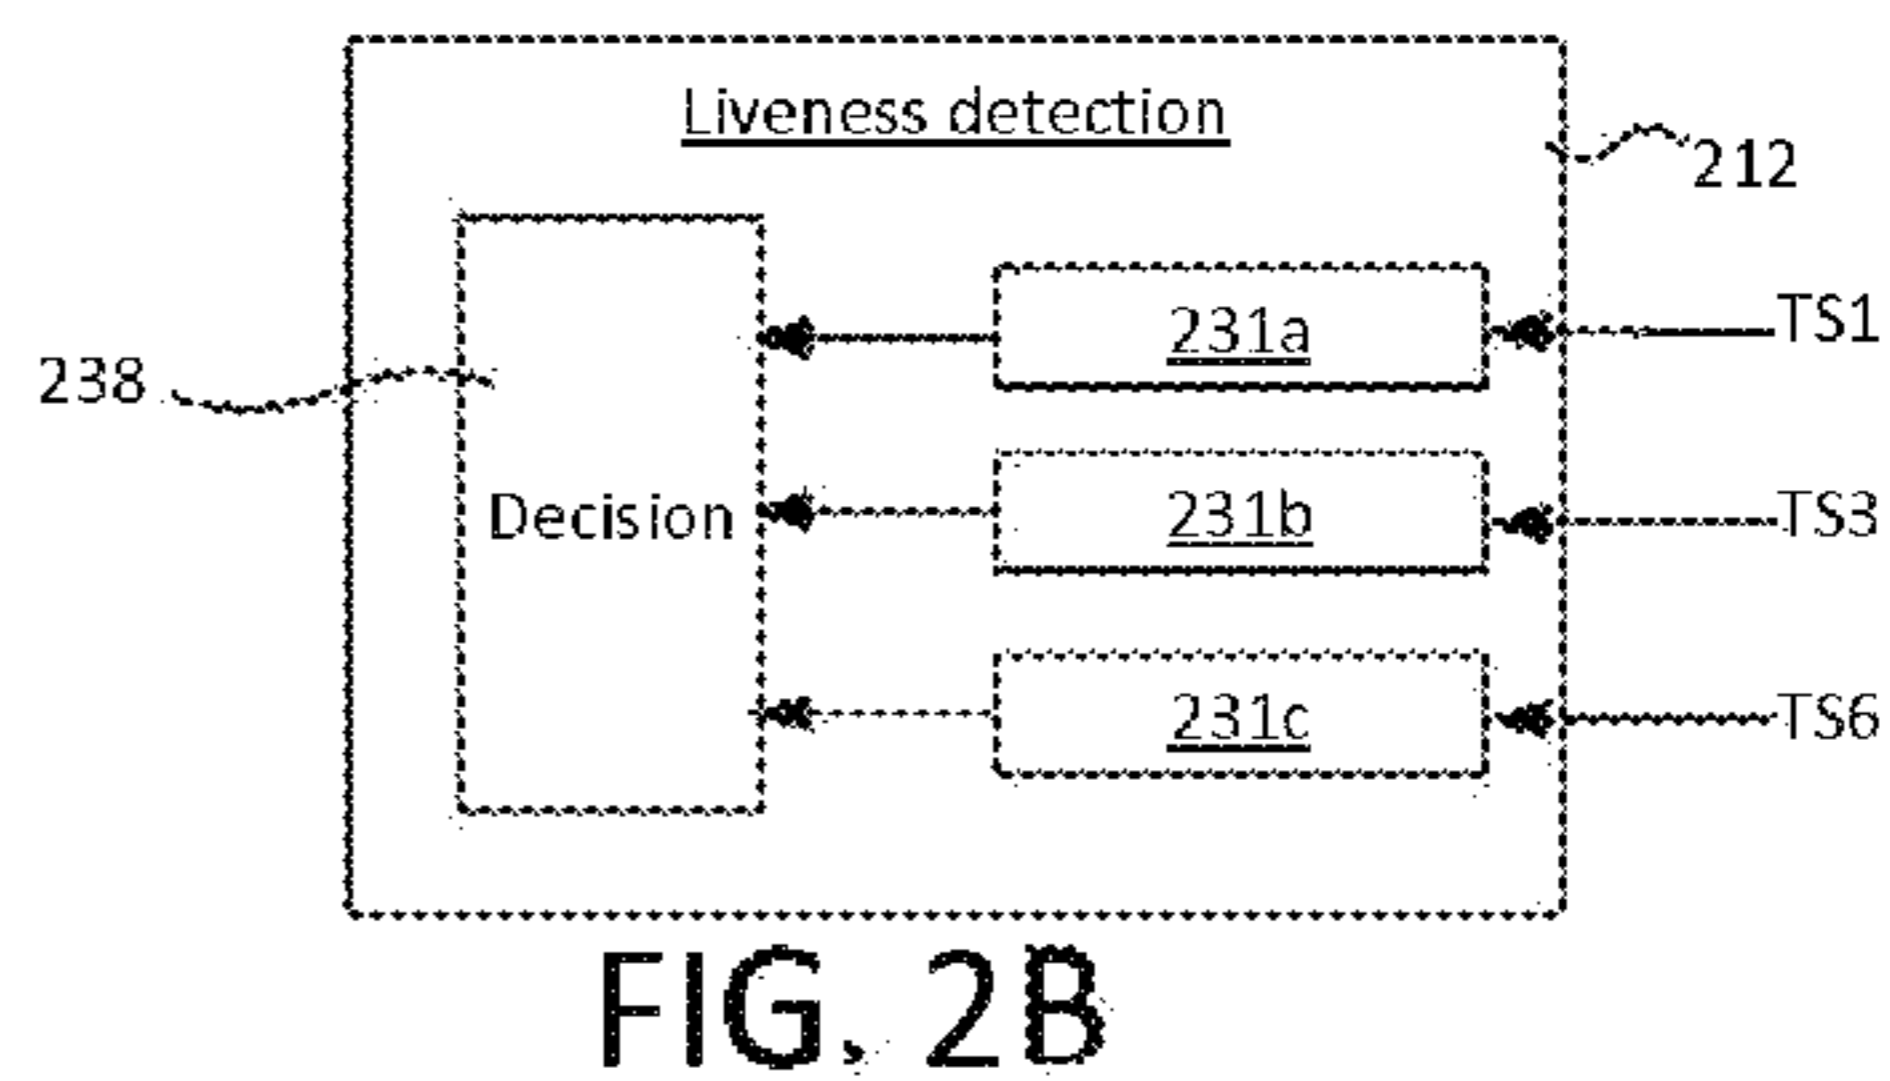 Liveness detection
212
231a
TS1
238
Decision
231b
TS3
231c
TS6
FIG. 2B